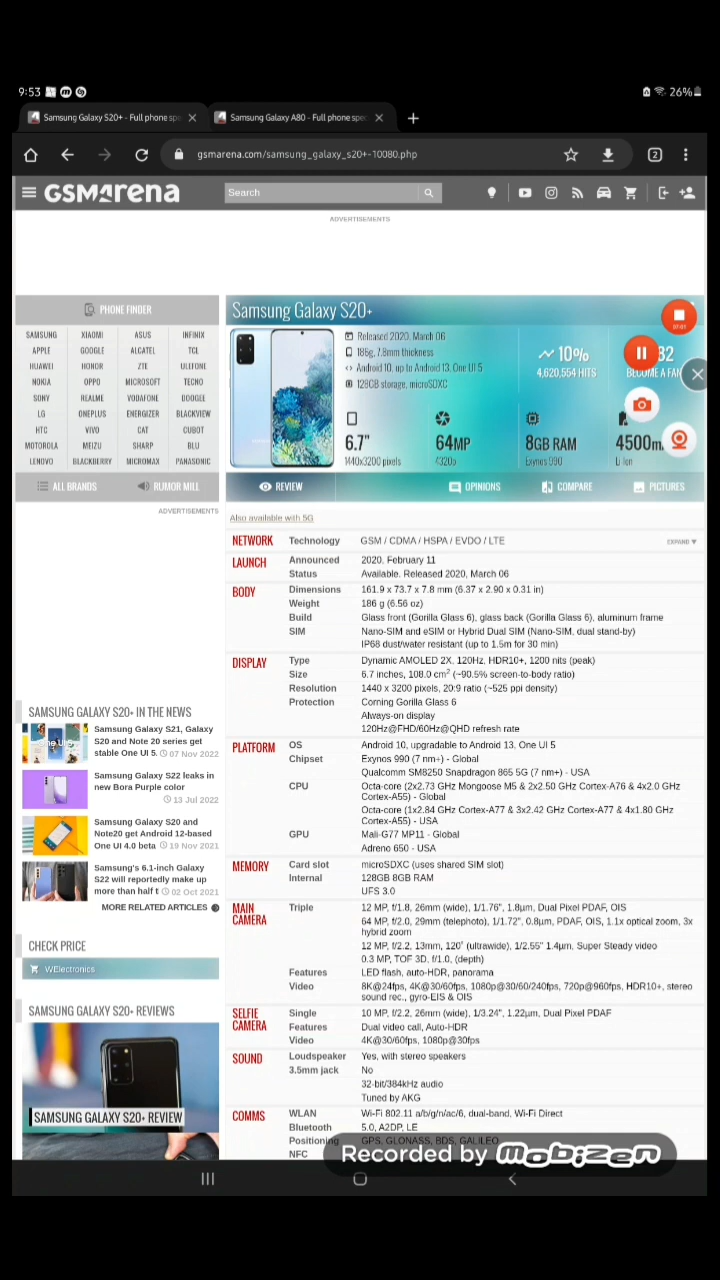 9:53
26%
Samsung Galaxy S20+ - Full phone spe
Samsung Galaxy A80 - Full phone spec
gsmarena.com/samsung_galaxy_s20+-10080.php
2
GSMArena
Search
ADVERTISEMENTS
PHONE FINDER
SAMSUNG XIAOMI ASUS INFINIX
APPLE GOOGLE ALCATEL TCL
HUAWEI HONOR ZTE ULEFONE
NOKIA OPPO MICROSOFT TECNO
SONY REALME VODAFONE DOOGEE
LG ONEPLUS ENERGIZER BLACKVIEW
HTC VIVO CAT CUBOT
MOTOROLA MEIZU SHARP BLU
LENOVO BLACKBERRY MICROMAX PANASONIC
ALL BRANDS RUMOR MILL
ADVERTISEMENTS
Samsung Galaxy S20+
Released 2020, March 06
186g, 7.8mm thickness
Android 10, up to Android 13, One UI 5
128GB storage, microSDXC
10%
4,620,554 HITS
32
BECOME A FAN
6.7"
1440x3200 pixels
64MP
4320p
8GB RAM
Exynos 990
4500m
Li-Ion
REVIEW OPINIONS COMPARE PICTURES
Also available with 5G
NETWORK Technology GSM / CDMA / HSPA / EVDO / LTE EXPAND ▼
LAUNCH Announced 2020, February 11
Status Available. Released 2020, March 06
BODY Dimensions 161.9 x 73.7 x 7.8 mm (6.37 x 2.90 x 0.31 in)
Weight 186 g (6.56 oz)
Build Glass front (Gorilla Glass 6), glass back (Gorilla Glass 6), aluminum frame
SIM Nano-SIM and eSIM or Hybrid Dual SIM (Nano-SIM, dual stand-by)
IP68 dust/water resistant (up to 1.5m for 30 min)
DISPLAY Type Dynamic AMOLED 2X, 120Hz, HDR10+, 1200 nits (peak)
Size 6.7 inches, 108.0 cm² (~90.5% screen-to-body ratio)
Resolution 1440 x 3200 pixels, 20:9 ratio (~525 ppi density)
Protection Corning Gorilla Glass 6
Always-on display
120Hz@FHD/60Hz@QHD refresh rate
PLATFORM OS Android 10, upgradable to Android 13, One UI 5
Chipset Exynos 990 (7 nm+) - Global
Qualcomm SM8250 Snapdragon 865 5G (7 nm+) - USA
CPU Octa-core (2x2.73 GHz Mongoose M5 & 2x2.50 GHz Cortex-A76 & 4x2.0 GHz
Cortex-A55) - Global
Octa-core (1x2.84 GHz Cortex-A77 & 3x2.42 GHz Cortex-A77 & 4x1.80 GHz
Cortex-A55) - USA
GPU Mali-G77 MP11 - Global
Adreno 650 - USA
MEMORY Card slot microSDXC (uses shared SIM slot)
Internal 128GB 8GB RAM
UFS 3.0
MAIN CAMERA Triple 12 MP, f/1.8, 26mm (wide), 1/1.76", 1.8µm, Dual Pixel PDAF, OIS
64 MP, f/2.0, 29mm (telephoto), 1/1.72", 0.8µm, PDAF, OIS, 1.1x optical zoom, 3x
hybrid zoom
12 MP, f/2.2, 13mm, 120˚ (ultrawide), 1/2.55" 1.4µm, Super Steady video
0.3 MP, TOF 3D, f/1.0, (depth)
Features LED flash, auto-HDR, panorama
Video 8K@24fps, 4K@30/60fps, 1080p@30/60/240fps, 720p@960fps, HDR10+, stereo
sound rec., gyro-EIS & OIS
SELFIE CAMERA Single 10 MP, f/2.2, 26mm (wide), 1/3.24", 1.22µm, Dual Pixel PDAF
Features Dual video call, Auto-HDR
Video 4K@30/60fps, 1080p@30fps
SOUND Loudspeaker Yes, with stereo speakers
3.5mm jack No
32-bit/384kHz audio
Tuned by AKG
COMMS WLAN Wi-Fi 802.11 a/b/g/n/ac/6, dual-band, Wi-Fi Direct
Bluetooth 5.0, A2DP, LE
Positioning GPS, GLONASS, BDS, GALILEO
NFC
SAMSUNG GALAXY S20+ IN THE NEWS
Samsung Galaxy S21, Galaxy
S20 and Note 20 series get
stable One UI 5. 07 Nov 2022
Samsung Galaxy S22 leaks in
new Bora Purple color
13 Jul 2022
Samsung Galaxy S20 and
Note20 get Android 12-based
One UI 4.0 beta 19 Nov 2021
Samsung's 6.1-inch Galaxy
S22 will reportedly make up
more than half t 02 Oct 2021
MORE RELATED ARTICLES
CHECK PRICE
WElectronics
SAMSUNG GALAXY S20+ REVIEWS
SAMSUNG GALAXY S20+ REVIEW
Recorded by mobizen